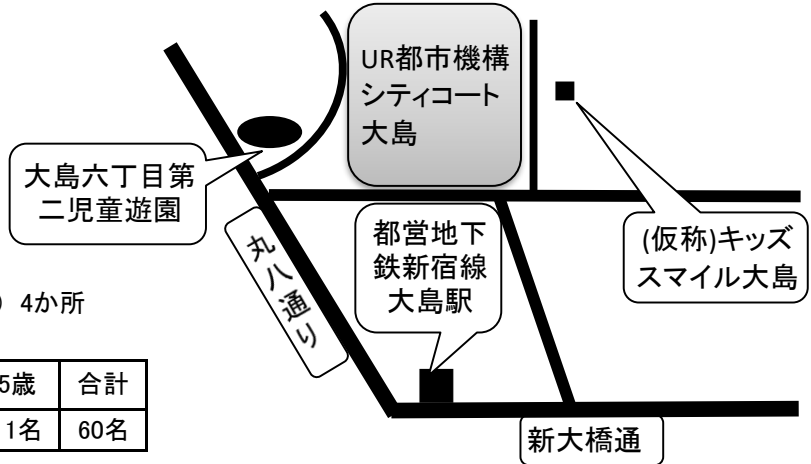 UR都市機構
シティコート
大島
大島六丁目第
二児童遊園
丸八通り
都営地下
鉄新宿線
大島駅
(仮称)キッズ
スマイル大島
) 4か所
5歳 合計
1名 60名
新大橋通